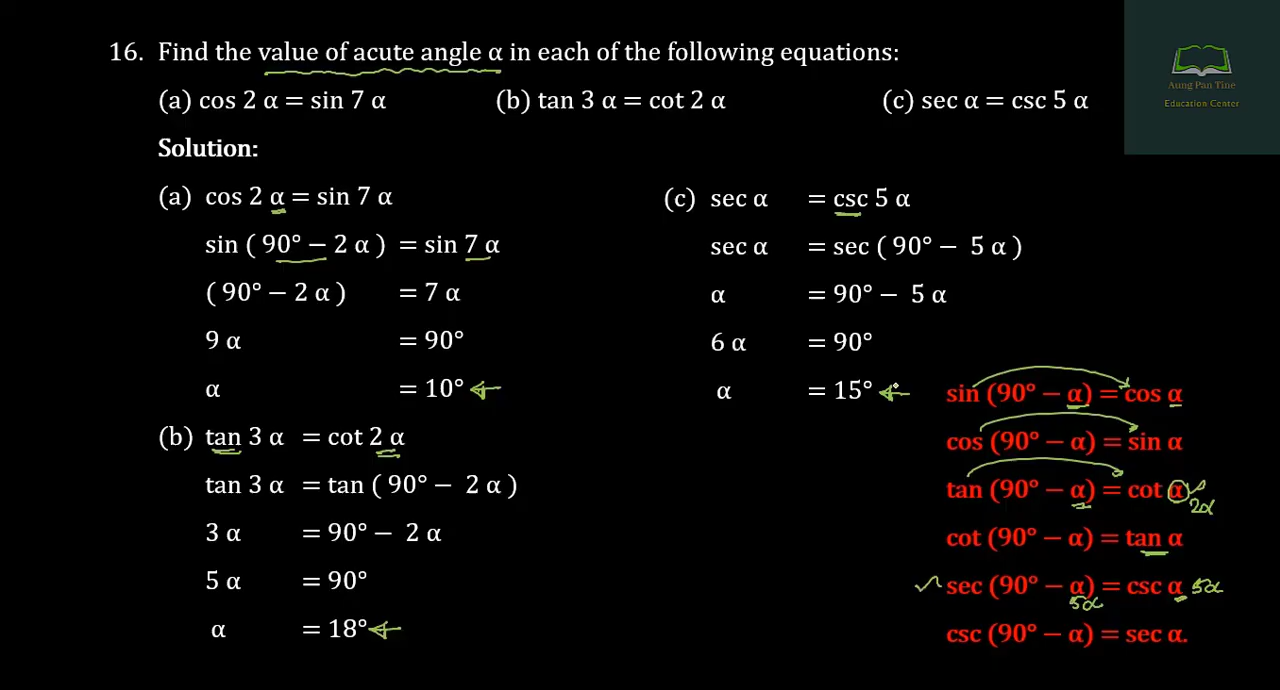 16. Find the value of acute angle α in each of the following equations:
(a) cos 2 α = sin 7 α (b) tan 3 α = cot 2 α (c) sec α = csc 5 α
Aung Pan Tine
Education Center
Solution:
(a) cos 2 α = sin 7 α
sin ( 90° − 2 α ) = sin 7 α
( 90° − 2 α ) = 7 α
9 α = 90°
α = 10°
(b) tan 3 α = cot 2 α
tan 3 α = tan ( 90° − 2 α )
3 α = 90° − 2 α
5 α = 90°
α = 18°
(c) sec α = csc 5 α
sec α = sec ( 90° − 5 α )
α = 90° − 5 α
6 α = 90°
α = 15°
sin (90° − α) = cos α
cos (90° − α) = sin α
tan (90° − α) = cot α
2α
cot (90° − α) = tan α
sec (90° − α) = csc α 5α
5α
csc (90° − α) = sec α.